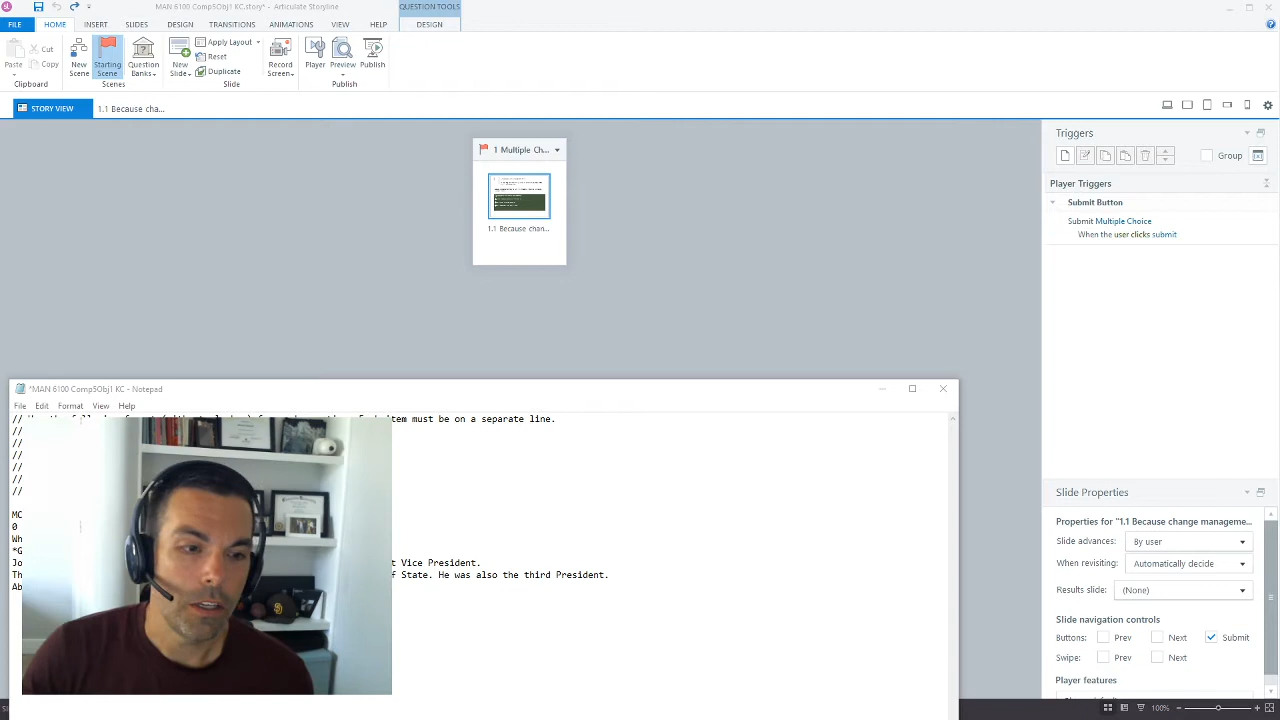 MAN 6100 Comp5Obj1 KC.story* - Articulate Storyline
QUESTION TOOLS
FILE HOME INSERT SLIDES DESIGN TRANSITIONS ANIMATIONS VIEW HELP DESIGN
Paste
Cut
Copy
Clipboard
New Scene
Starting Scene
Question Banks
Scenes
New Slide
Apply Layout
Reset
Duplicate
Slide
Record Screen
Player
Preview
Publish
Publish
STORY VIEW
1.1 Because cha...
1 Multiple Ch...
1.1 Because chan...
Triggers
Group
Player Triggers
Submit Button
Submit Multiple Choice
When the user clicks submit
*MAN 6100 Comp5Obj1 KC - Notepad
File Edit Format View Help
// item must be on a separate line.
//
//
//
//
//
//
MC
0
Wh
*G
Jo t Vice President.
Th f State. He was also the third President.
Ab
Slide Properties
Properties for "1.1 Because change manageme...
Slide advances: By user
When revisiting: Automatically decide
Results slide: (None)
Slide navigation controls
Buttons: Prev Next Submit
Swipe: Prev Next
Player features
100%